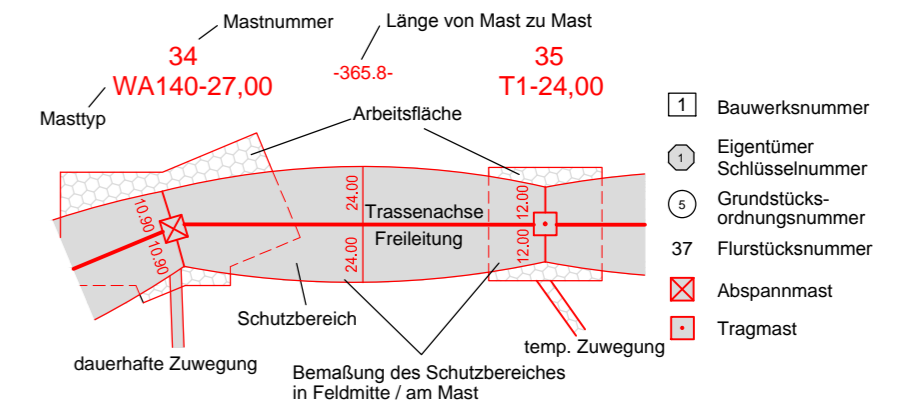 Mastnummer
Länge von Mast zu Mast
34
WA140-27,00
-365.8-
35
T1-24,00
Masttyp
Arbeitsfläche
10.90
10.90
24.00
24.00
Trassenachse
Freileitung
12.00
12.00
Schutzbereich
dauerhafte Zuwegung
temp. Zuwegung
Bemaßung des Schutzbereiches
in Feldmitte / am Mast
1 Bauwerksnummer
1 Eigentümer
Schlüsselnummer
5 Grundstücks-
ordnungsnummer
37 Flurstücksnummer
Abspannmast
Tragmast